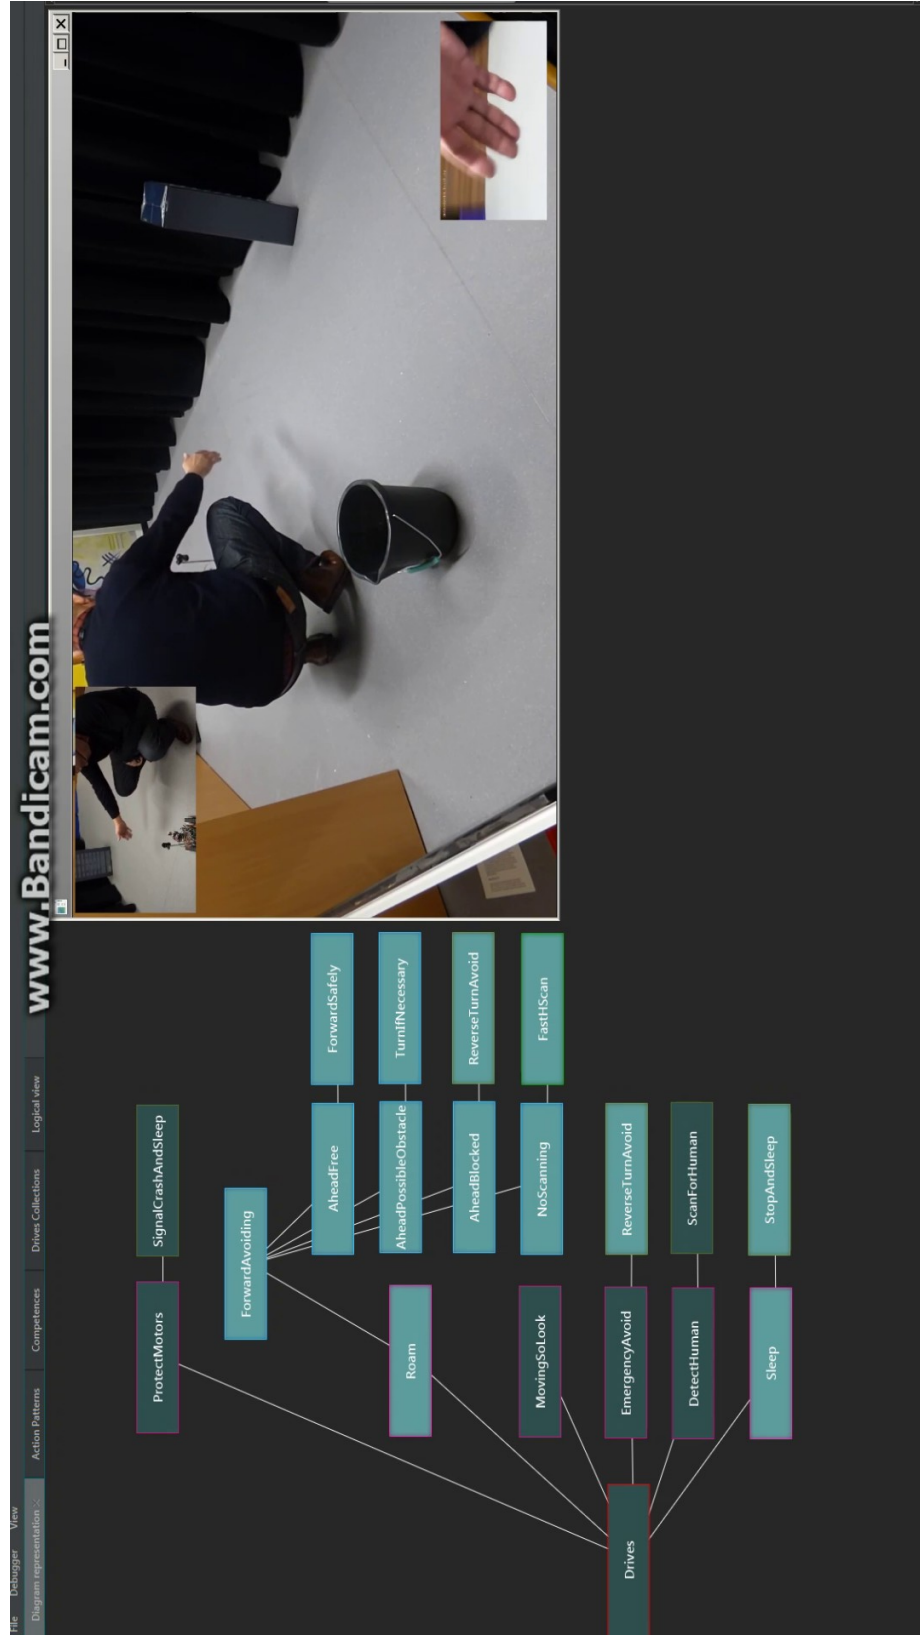 www.Bandicam.com
File Debugger View
Diagram representation ×
Action Patterns
Competences
Drives Collections
Logical view
ProtectMotors
SignalCrashAndSleep
ForwardAvoiding
AheadFree
ForwardSafely
AheadPossibleObstacle
TurnIfNecessary
Roam
AheadBlocked
ReverseTurnAvoid
MovingSoLook
NoScanning
FastHScan
Drives
EmergencyAvoid
ReverseTurnAvoid
DetectHuman
ScanForHuman
Sleep
StopAndSleep